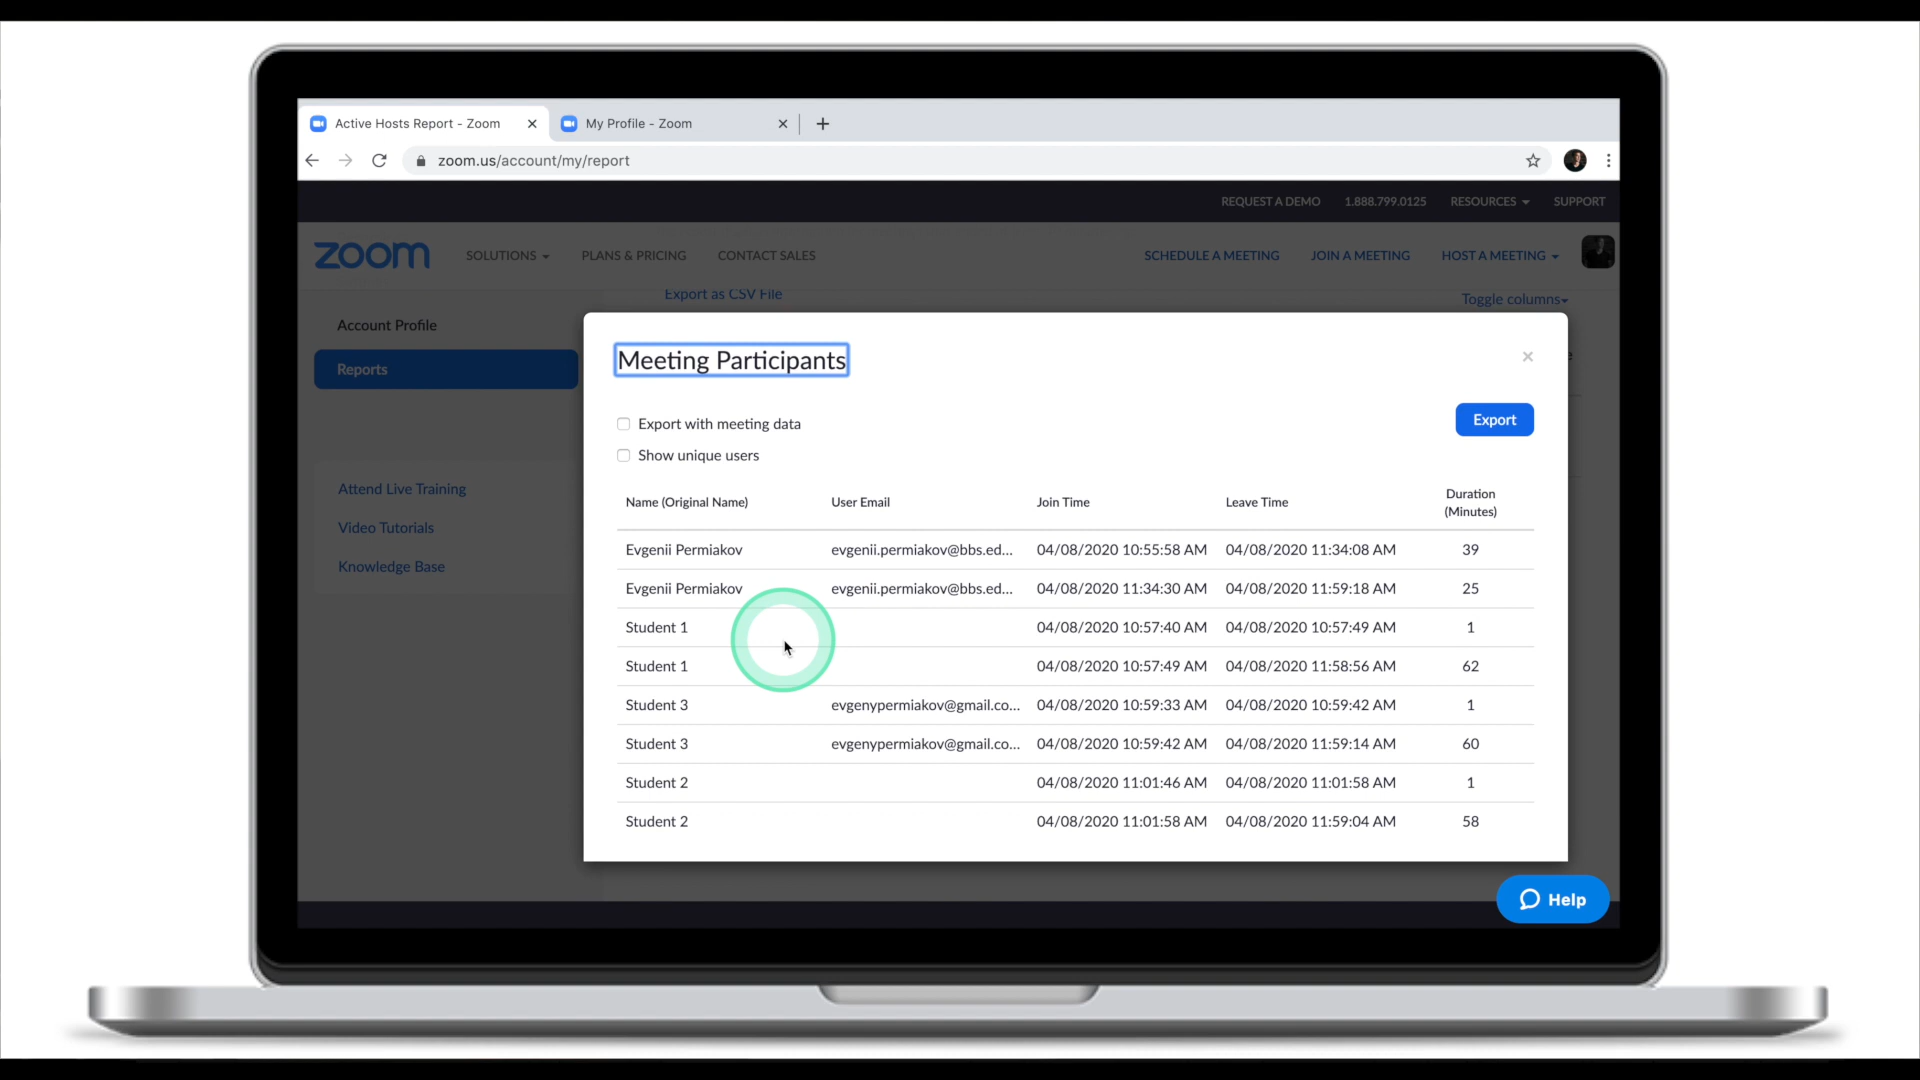 Active Hosts Report - Zoom
My Profile - Zoom
zoom.us/account/my/report
REQUEST A DEMO 1.888.799.0125 RESOURCES SUPPORT
zoom SOLUTIONS PLANS & PRICING CONTACT SALES SCHEDULE A MEETING JOIN A MEETING HOST A MEETING
Export as CSV File
Toggle columns
Account Profile
Reports
Attend Live Training
Video Tutorials
Knowledge Base
Meeting Participants
Export with meeting data
Export
Show unique users
Name (Original Name) User Email Join Time Leave Time Duration (Minutes)
Evgenii Permiakov evgenii.permiakov@bbs.ed... 04/08/2020 10:55:58 AM 04/08/2020 11:34:08 AM 39
Evgenii Permiakov evgenii.permiakov@bbs.ed... 04/08/2020 11:34:30 AM 04/08/2020 11:59:18 AM 25
Student 1 04/08/2020 10:57:40 AM 04/08/2020 10:57:49 AM 1
Student 1 04/08/2020 10:57:49 AM 04/08/2020 11:58:56 AM 62
Student 3 evgenypermiakov@gmail.co... 04/08/2020 10:59:33 AM 04/08/2020 10:59:42 AM 1
Student 3 evgenypermiakov@gmail.co... 04/08/2020 10:59:42 AM 04/08/2020 11:59:14 AM 60
Student 2 04/08/2020 11:01:46 AM 04/08/2020 11:01:58 AM 1
Student 2 04/08/2020 11:01:58 AM 04/08/2020 11:59:04 AM 58
Help